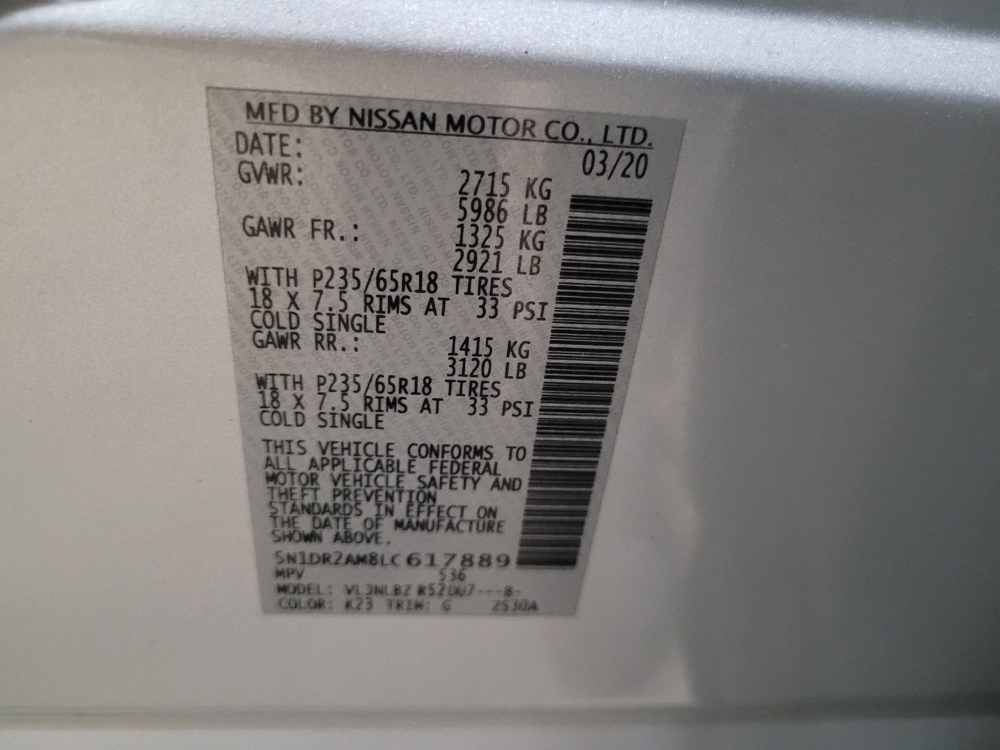 MFD BY NISSAN MOTOR CO., LTD.
DATE: 03/20
GVWR: 2715 KG
5986 LB
GAWR FR.: 1325 KG
2921 LB
WITH P235/65R18 TIRES
18 X 7.5 RIMS AT 33 PSI
COLD SINGLE
GAWR RR.: 1415 KG
3120 LB
WITH P235/65R18 TIRES
18 X 7.5 RIMS AT 33 PSI
COLD SINGLE
THIS VEHICLE CONFORMS TO
ALL APPLICABLE FEDERAL
MOTOR VEHICLE SAFETY AND
THEFT PREVENTION
STANDARDS IN EFFECT ON
THE DATE OF MANUFACTURE
SHOWN ABOVE.
5N1DR2AM8LC617889
MPV 536
MODEL:
COLOR: K23 TRIM: G